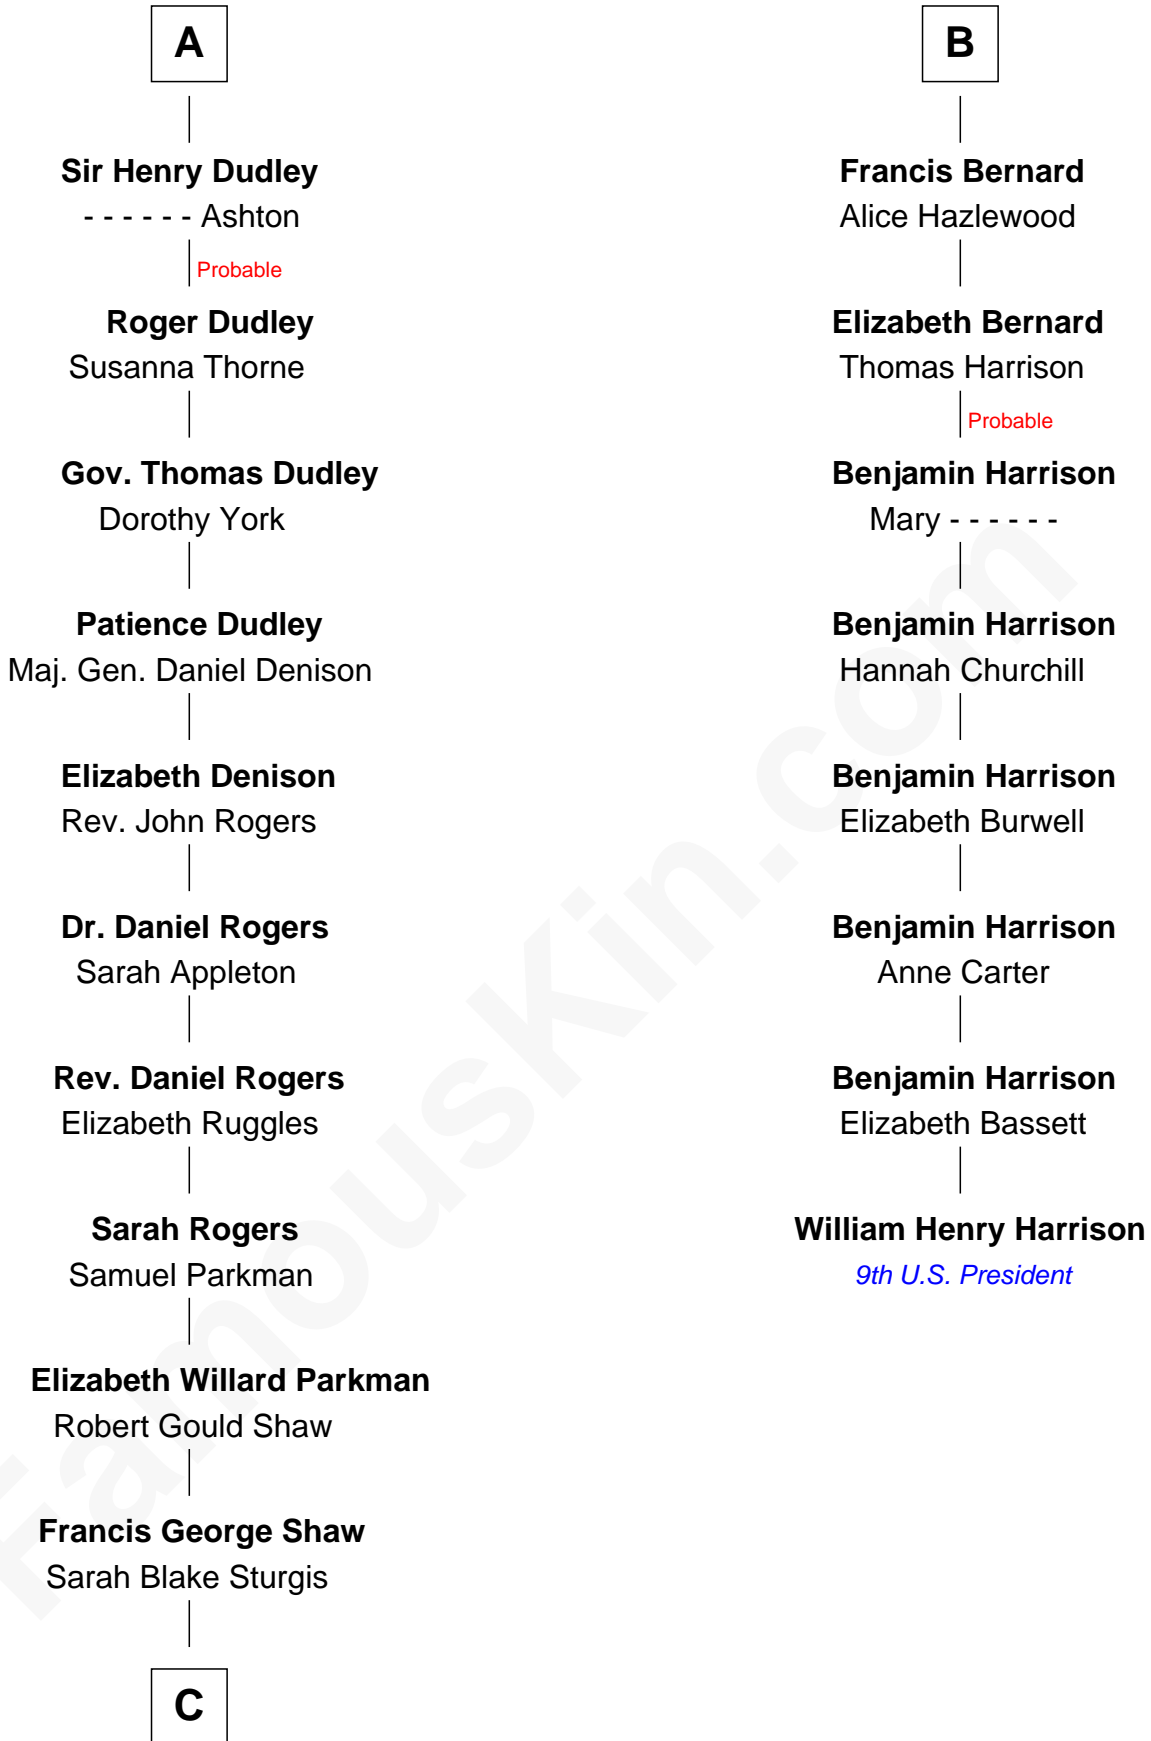 A
Sir Henry Dudley
- - - - - - Ashton
Probable
Roger Dudley
Susanna Thorne
Gov. Thomas Dudley
Dorothy York
Patience Dudley
Maj. Gen. Daniel Denison
Elizabeth Denison
Rev. John Rogers
Dr. Daniel Rogers
Sarah Appleton
Rev. Daniel Rogers
Elizabeth Ruggles
Sarah Rogers
Samuel Parkman
Elizabeth Willard Parkman
Robert Gould Shaw
Francis George Shaw
Sarah Blake Sturgis
C
B
Francis Bernard
Alice Hazlewood
Elizabeth Bernard
Thomas Harrison
Probable
Benjamin Harrison
Mary - - - - - -
Benjamin Harrison
Hannah Churchill
Benjamin Harrison
Elizabeth Burwell
Benjamin Harrison
Anne Carter
Benjamin Harrison
Elizabeth Bassett
William Henry Harrison
9th U.S. President
FamousKin.com